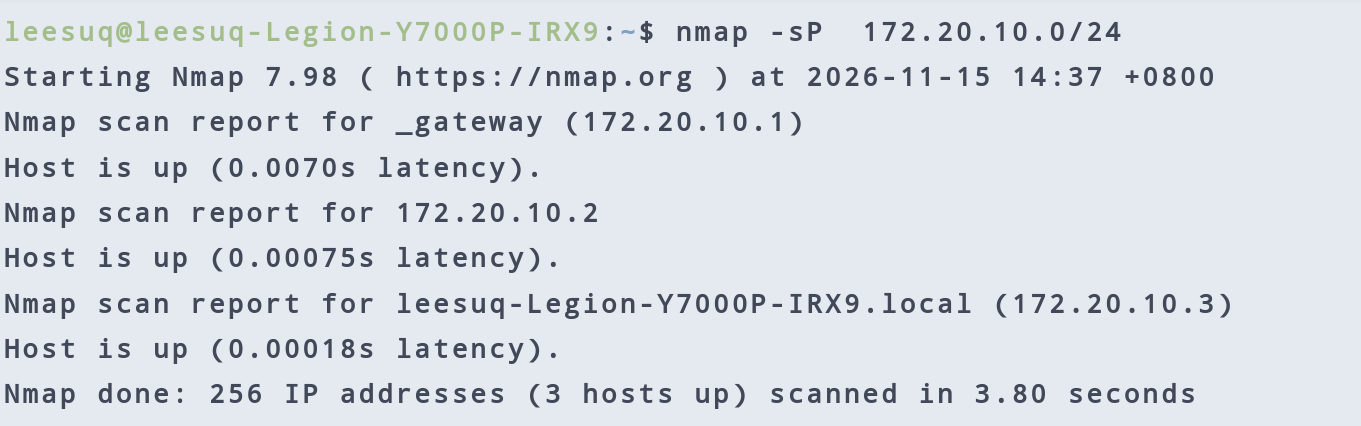 leesuq@leesuq-Legion-Y7000P-IRX9:~$ nmap -sP  172.20.10.0/24
Starting Nmap 7.98 ( https://nmap.org ) at 2026-11-15 14:37 +0800
Nmap scan report for _gateway (172.20.10.1)
Host is up (0.0070s latency).
Nmap scan report for 172.20.10.2
Host is up (0.00075s latency).
Nmap scan report for leesuq-Legion-Y7000P-IRX9.local (172.20.10.3)
Host is up (0.00018s latency).
Nmap done: 256 IP addresses (3 hosts up) scanned in 3.80 seconds